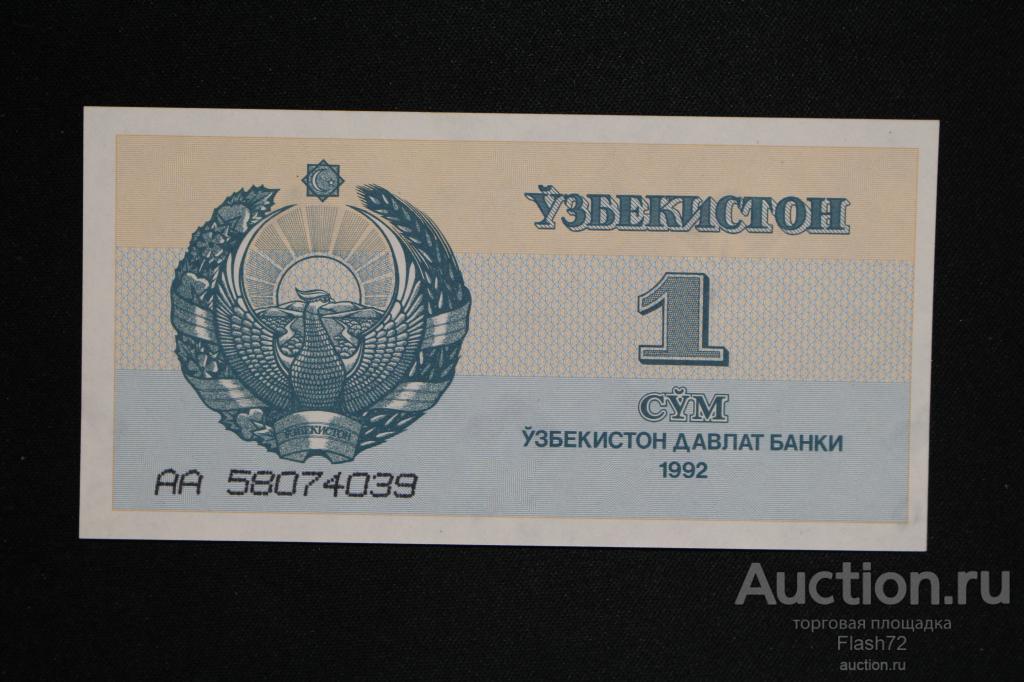 ЎЗБЕКИСТОН
1
СЎМ
ЎЗБЕКИСТОН ДАВЛАТ БАНКИ
1992
ЎЗБЕКИСТОН
АА 58074039
Auction.ru
торговая площадка
Flash72
auction.ru